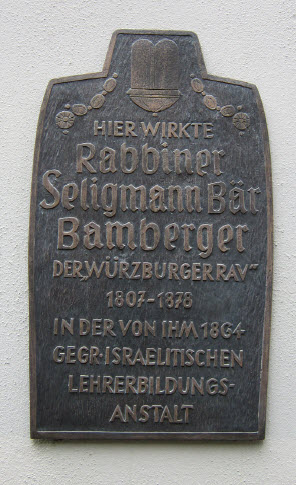 HIER WIRKTE
Rabbiner
Seligmann Bär
Bamberger
DER „WÜRZBURGER RAV"
1807-1878
IN DER VON IHM 1864
GEGR·ISRAELITISCHEN
LEHRERBILDUNGS-
ANSTALT